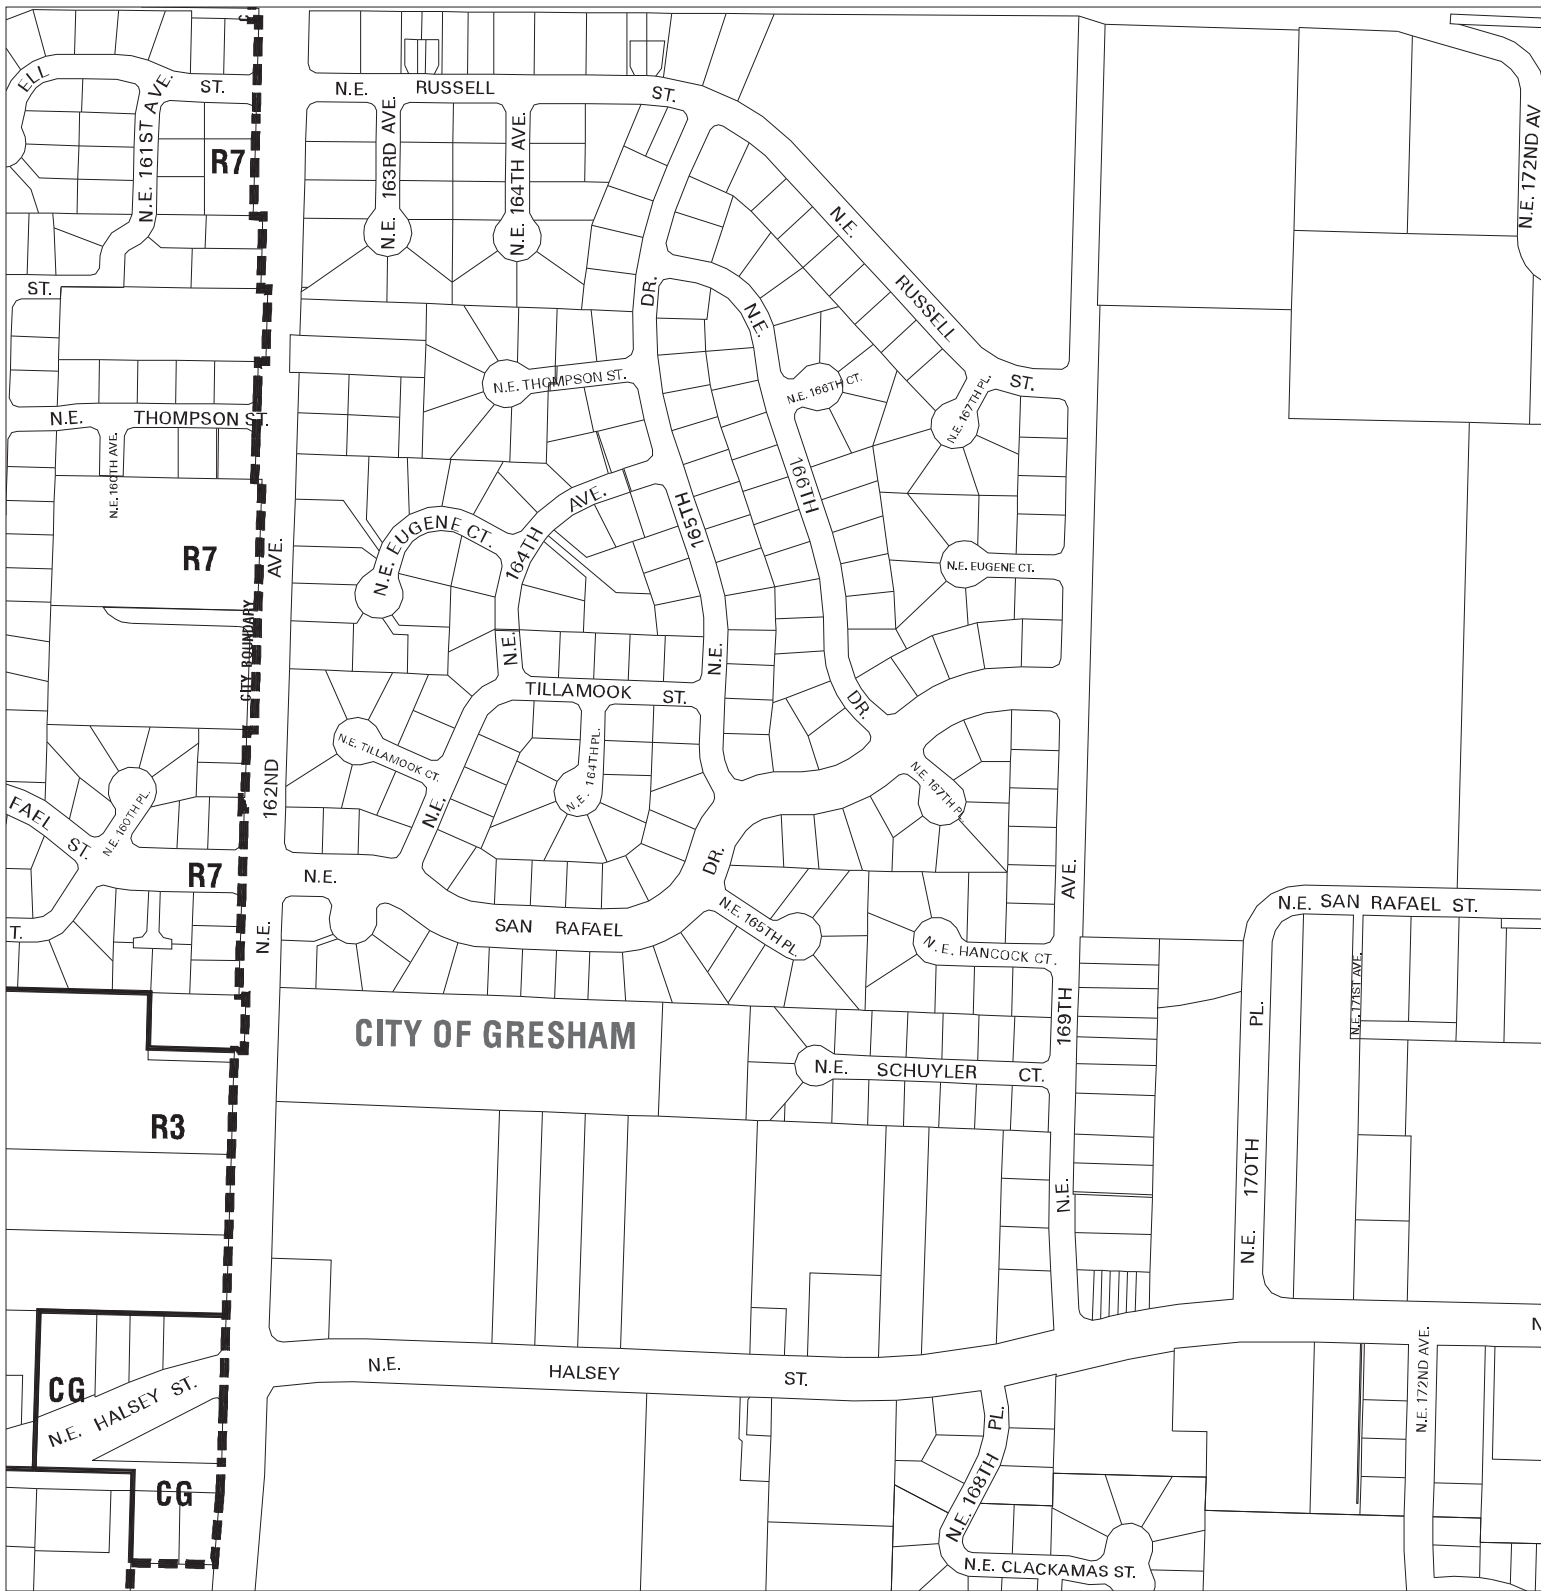 C
ELL
ST.
N.E. 161ST AVE.
R7
N.E. RUSSELL ST.
N.E. 163RD AVE.
N.E. 164TH AVE.
N.E. 172ND AV
N.E. RUSSELL ST.
DR.
N.E.
ST.
N.E. THOMPSON ST.
N.E. 166TH CT.
N.E. 167TH PL.
N.E. THOMPSON ST.
N.E. 160TH AVE.
166TH
165TH
164TH AVE.
N.E. EUGENE CT.
R7
AVE.
N.E. EUGENE CT.
CITY BOUNDARY
N.E.
N.E.
TILLAMOOK ST.
DR.
N.E. TILLAMOOK CT.
N.E. 164TH PL.
N.E. 167TH PL.
162ND
N.E. 160TH PL.
FAEL ST.
N.E.
DR.
AVE.
R7
N.E.
SAN RAFAEL
N.E. 165TH PL.
N.E. HANCOCK CT.
N.E. SAN RAFAEL ST.
T.
N.E.
N.E. 171ST AVE.
CITY OF GRESHAM
169TH
PL.
N.E. SCHUYLER CT.
R3
170TH
N.E.
N.E.
N
N.E. HALSEY ST.
N.E. 172ND AVE.
CG
N.E. HALSEY ST.
N.E. 168TH PL.
CG
N.E. CLACKAMAS ST.